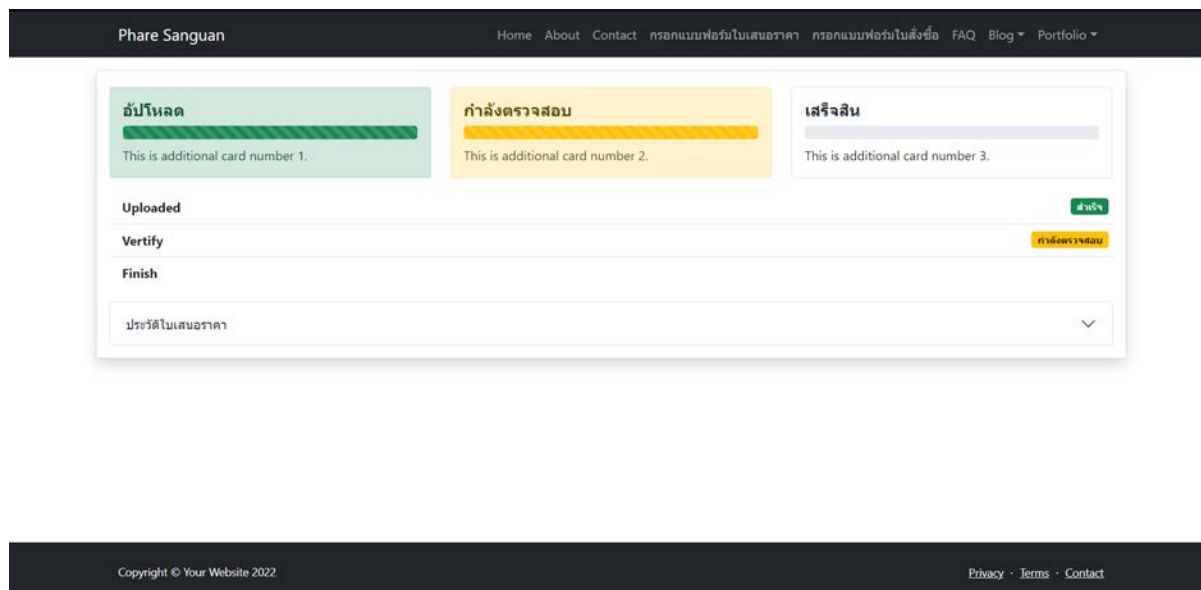 Phare Sanguan Home About Contact กรอกแบบฟอร์มใบเสนอราคา กรอกแบบฟอร์มใบสั่งซื้อ FAQ Blog Portfolio
อัปโหลด กำลังตรวจสอบ เสร็จสิน
This is additional card number 1. This is additional card number 2. This is additional card number 3.
Uploaded สำเร็จ
Vertify กำลังตรวจสอบ
Finish
ประวัติใบเสนอราคา
Copyright © Your Website 2022 Privacy · Terms · Contact